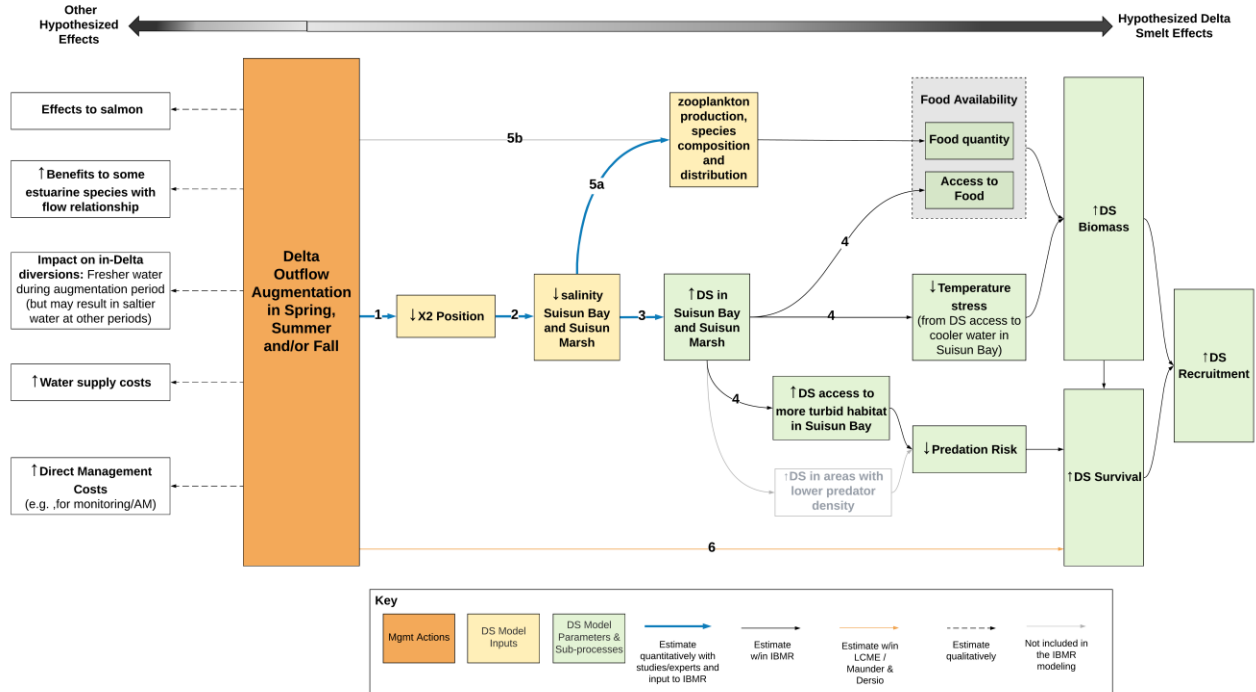 Other
Hypothesized
Effects
Hypothesized Delta
Smelt Effects
Effects to salmon
↑Benefits to some
estuarine species with
flow relationship
Impact on in-Delta
diversions: Fresher water
during augmentation period
(but may result in saltier
water at other periods)
↑Water supply costs
↑Direct Management
Costs
(e.g. ,for monitoring/AM)
Delta
Outflow
Augmentation
in Spring,
Summer
and/or Fall
5b
5a
1
↓X2 Position
2
↓salinity
Suisun Bay
and Suisun
Marsh
3
zooplankton
production,
species
composition
and
distribution
↑DS in
Suisun Bay
and Suisun
Marsh
4
4
4
Food Availability
Food quantity
Access to
Food
↓Temperature
stress
(from DS access to
cooler water in
Suisun Bay)
↑DS access to
more turbid habitat
in Suisun Bay
↑DS in areas with
lower predator
density
↓Predation Risk
↑DS
Biomass
↑DS Survival
↑DS
Recruitment
6
Key
Mgmt Actions
DS Model
Inputs
DS Model
Parameters &
Sub-processes
Estimate
quantitatively with
studies/experts and
input to IBMR
Estimate
w/in IBMR
Estimate w/in
LCME /
Maunder &
Dersio
Estimate
qualitatively
Not included in
the IBMR
modeling